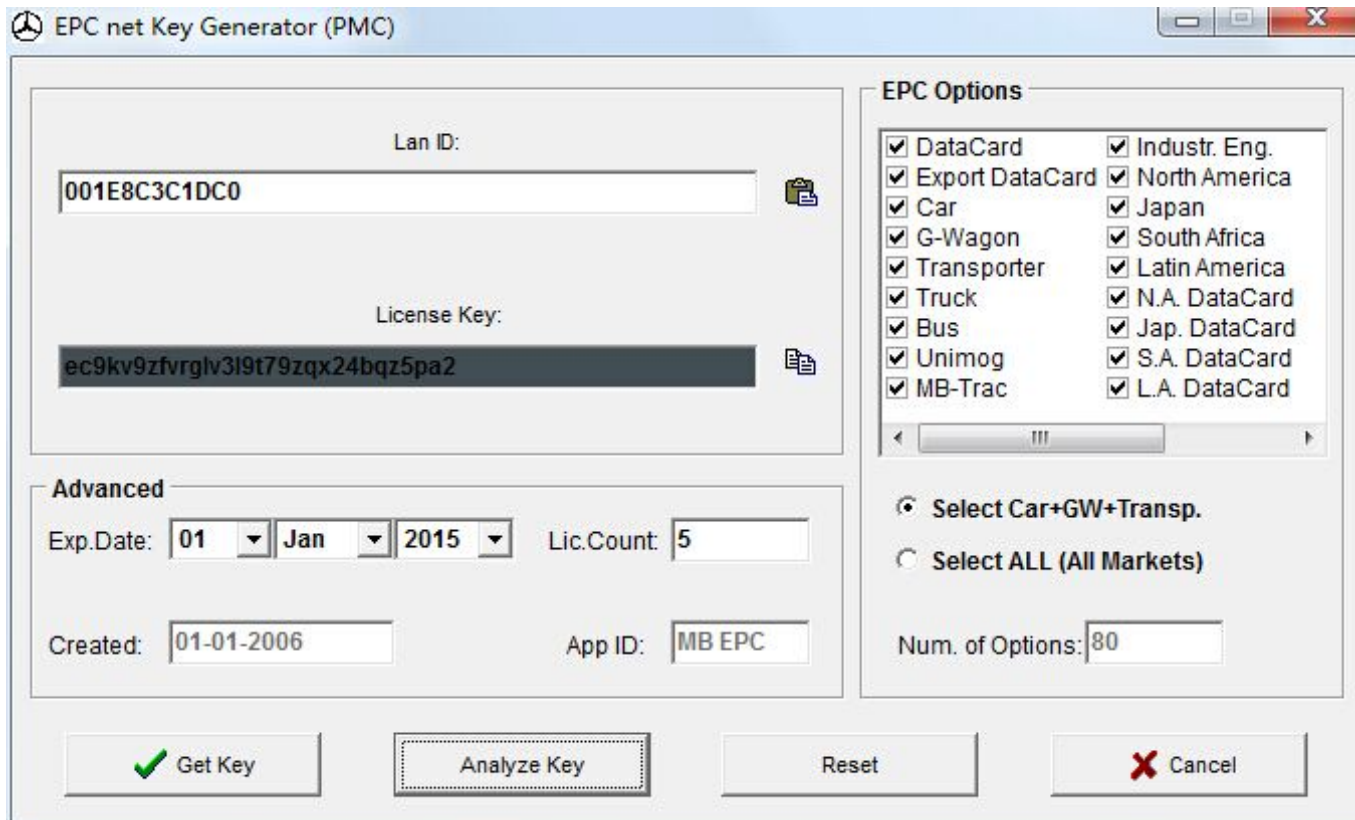 EPC net Key Generator (PMC)
Lan ID:
001E8C3C1DC0
License Key:
ec9kv9zfvrglv3l9t79zqx24bqz5pa2
Advanced
Exp.Date: 01 Jan 2015 Lic.Count: 5
Created: 01-01-2006 App ID: MB EPC
EPC Options
DataCard Industr. Eng.
Export DataCard North America
Car Japan
G-Wagon South Africa
Transporter Latin America
Truck N.A. DataCard
Bus Jap. DataCard
Unimog S.A. DataCard
MB-Trac L.A. DataCard
Select Car+GW+Transp.
Select ALL (All Markets)
Num. of Options: 80
Get Key Analyze Key Reset Cancel